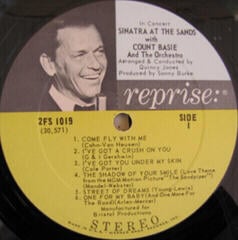 In Concert
SINATRA AT THE SANDS
with
COUNT BASIE
And The Orchestra
Arranged & Conducted by
Quincy Jones
Produced by Sonny Burke
reprise:
2FS 1019
(30,571)
SIDE
1
1. COME FLY WITH ME
(Cahn-Van Heusen)
2. I'VE GOT A CRUSH ON YOU
(G & I Gershwin)
3. I'VE GOT YOU UNDER MY SKIN
(Cole Porter)
4. THE SHADOW OF YOUR SMILE (Love Theme
from the MGM Motion Picture "The Sandpiper")
(Mandel-Webster)
5. STREET OF DREAMS (Young-Lewis)
6. ONE FOR MY BABY (And One More For
The Road)(Arlen-Mercer)
Manufactured for
Bristol Productions
STEREO